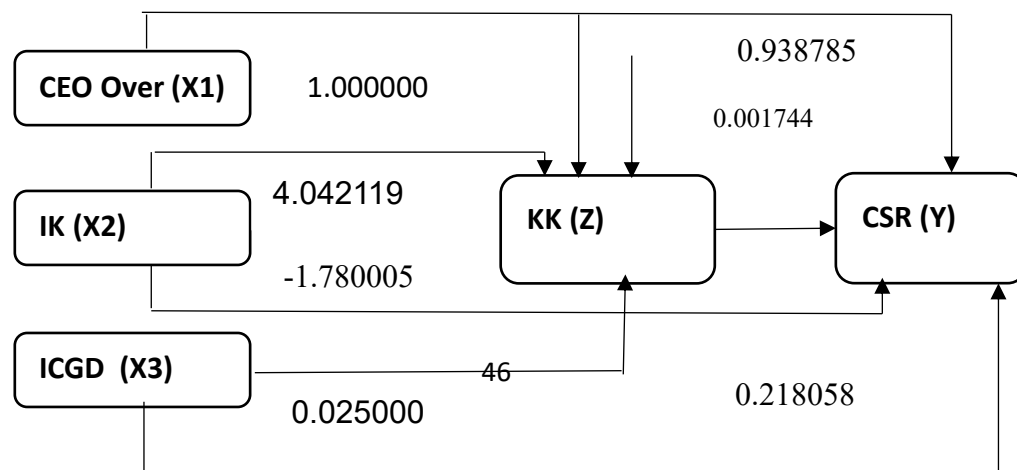 0.938785
CEO Over (X1)
1.000000
0.001744
4.042119
IK (X2)
KK (Z)
CSR (Y)
-1.780005
ICGD (X3)
46
0.025000
0.218058